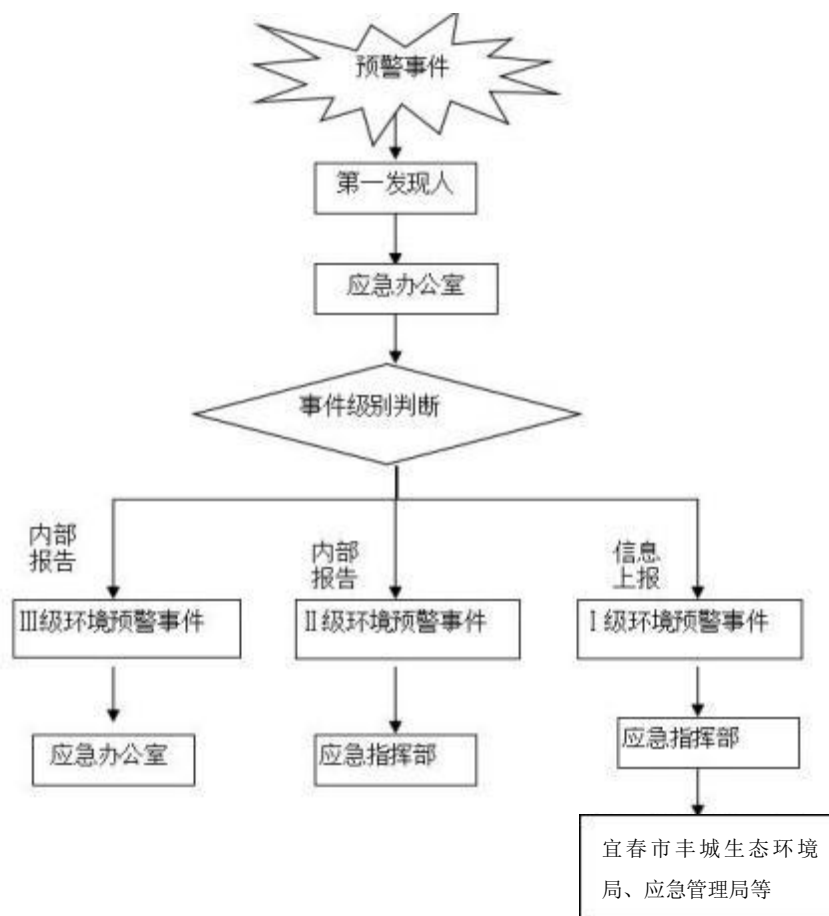 预警事件
第一发现人
应急办公室
事件级别判断
内部
报告
内部
报告
信息
上报
Ⅲ级环境预警事件
Ⅱ级环境预警事件
Ⅰ级环境预警事件
应急办公室
应急指挥部
应急指挥部
宜春市丰城生态环境
局、应急管理局等